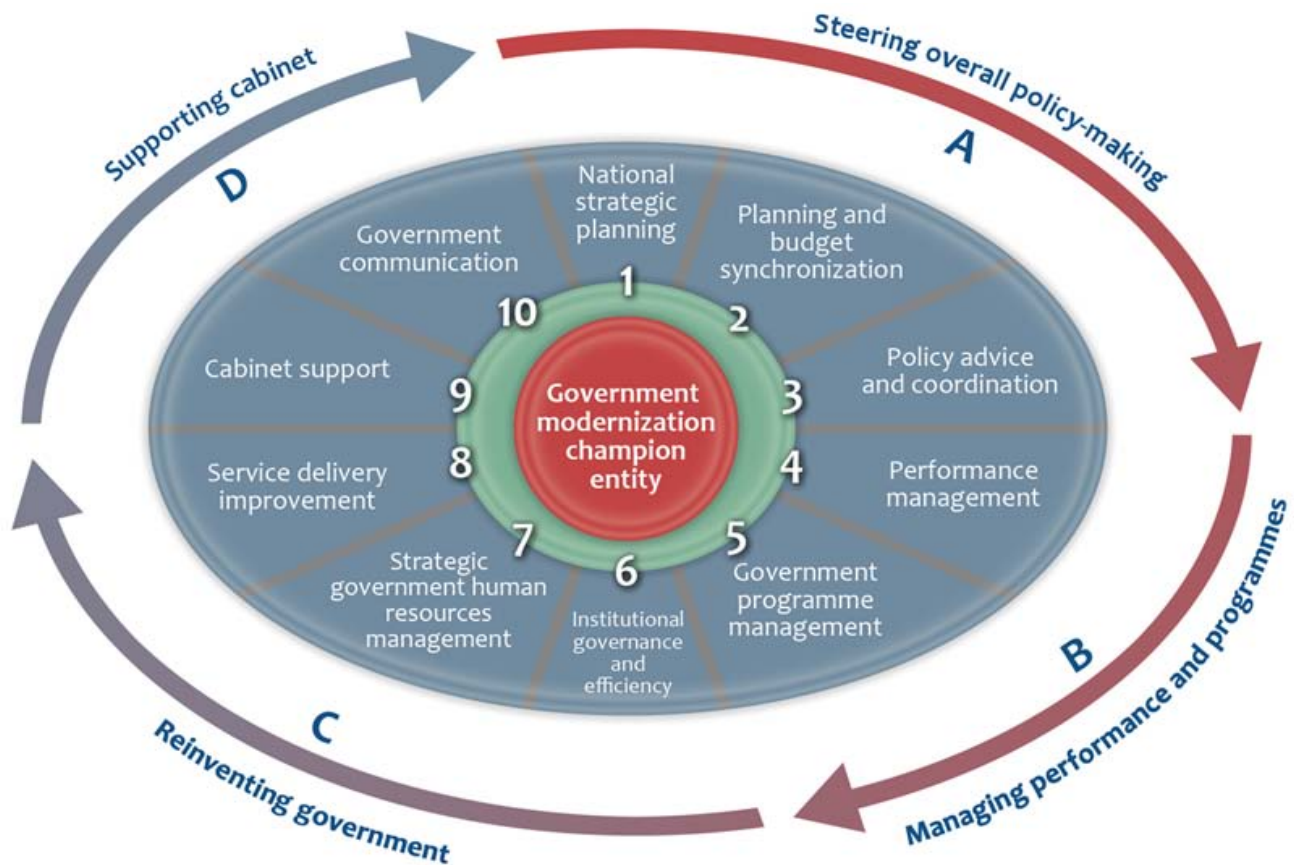 Supporting cabinet
D
Steering overall policy-making
A
National
strategic
planning
1
Planning and
budget
synchronization
2
Policy advice
and coordination
3
Performance
management
4
Government
programme
management
5
Institutional
governance
and
efficiency
6
Strategic
government human
resources
management
7
Service delivery
improvement
8
Cabinet support
9
Government
communication
10
Government
modernization
champion
entity
B
Managing performance and programmes
C
Reinventing government